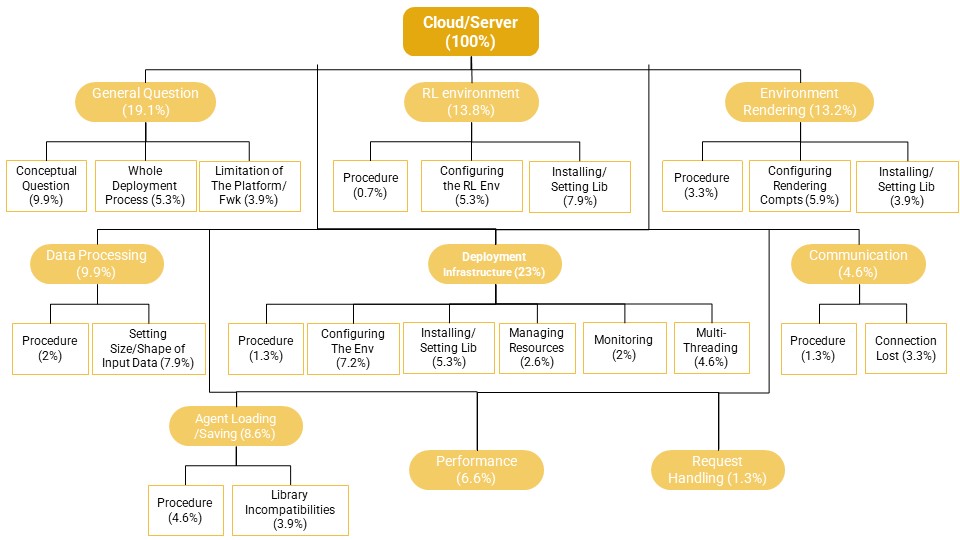 Cloud/Server
(100%)
General Question
(19.1%)
RL environment
(13.8%)
Environment
Rendering (13.2%)
Conceptual
Question
(9.9%)
Whole
Deployment
Process (5.3%)
Limitation of
The Platform/
Fwk (3.9%)
Procedure
(0.7%)
Configuring
the RL Env
(5.3%)
Installing/
Setting Lib
(7.9%)
Procedure
(3.3%)
Configuring
Rendering
Compts (5.9%)
Installing/
Setting Lib
(3.9%)
Data Processing
(9.9%)
Deployment
Infrastructure (23%)
Communication
(4.6%)
Procedure
(2%)
Setting
Size/Shape of
Input Data (7.9%)
Procedure
(1.3%)
Configuring
The Env
(7.2%)
Installing/
Setting Lib
(5.3%)
Managing
Resources
(2.6%)
Monitoring
(2%)
Multi-
Threading
(4.6%)
Procedure
(1.3%)
Connection
Lost (3.3%)
Agent Loading
/Saving (8.6%)
Performance
(6.6%)
Request
Handling (1.3%)
Procedure
(4.6%)
Library
Incompatibilities
(3.9%)